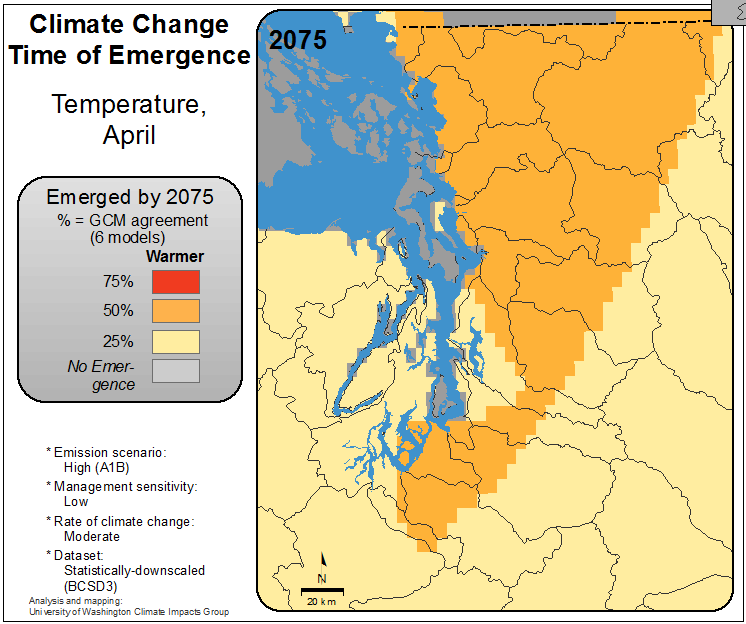 Climate Change
Time of Emergence
Temperature,
April
Emerged by 2075
% = GCM agreement
(6 models)
Warmer
75%
50%
25%
No Emer-
gence
* Emission scenario:
High (A1B)
* Management sensitivity:
Low
* Rate of climate change:
Moderate
* Dataset:
Statistically-downscaled
(BCSD3)
Analysis and mapping:
University of Washington Climate Impacts Group
2075
N
20 km